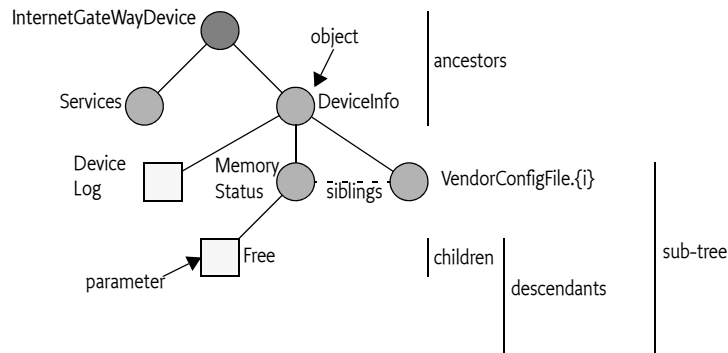 InternetGateWayDevice
object
ancestors
Services
DeviceInfo
Device
Log
Memory
Status
siblings
VendorConfigFile.{i}
Free
children
sub-tree
parameter
descendants